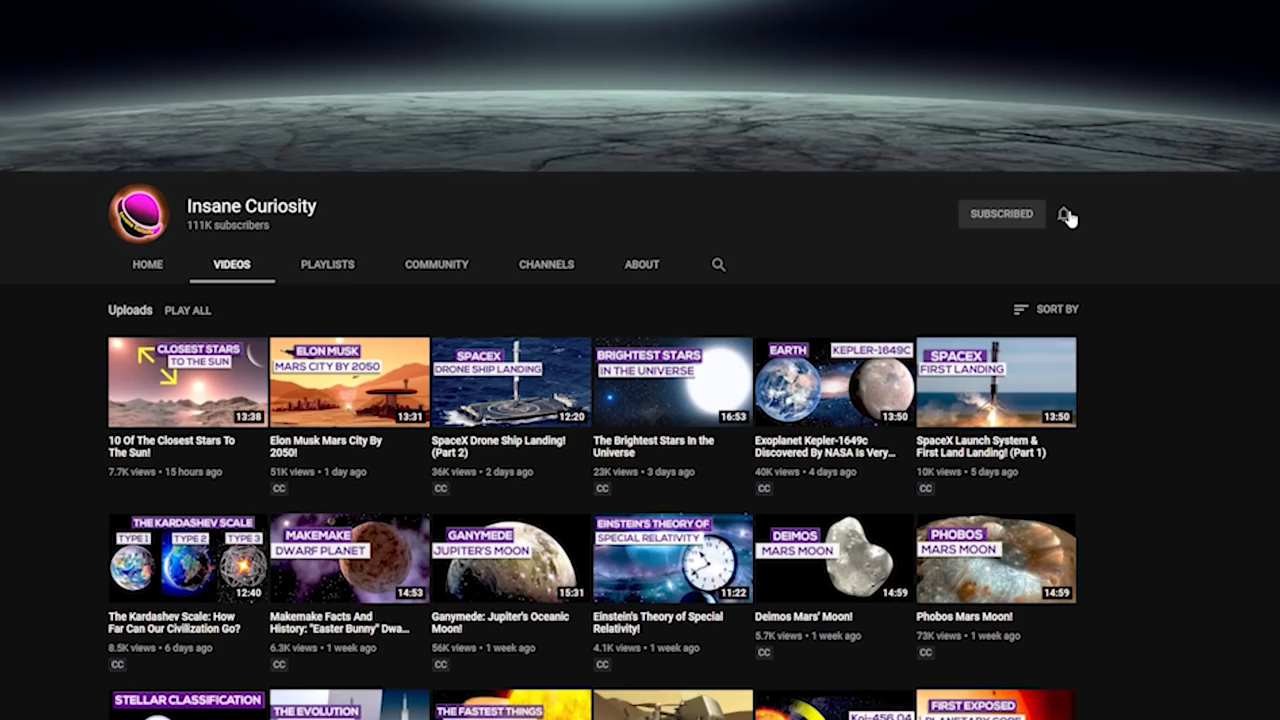 Insane Curiosity
111K subscribers
SUBSCRIBED
HOME VIDEOS PLAYLISTS COMMUNITY CHANNELS ABOUT
Uploads PLAY ALL SORT BY
CLOSEST STARS
TO THE SUN
13:38
ELON MUSK
MARS CITY BY 2050
13:31
SPACEX
DRONE SHIP LANDING
12:20
BRIGHTEST STARS
IN THE UNIVERSE
16:53
EARTH KEPLER-1649C
13:50
SPACEX
FIRST LANDING
13:50
10 Of The Closest Stars To
The Sun!
7.7K views • 15 hours ago
Elon Musk Mars City By
2050!
51K views • 1 day ago
CC
SpaceX Drone Ship Landing!
(Part 2)
36K views • 2 days ago
CC
The Brightest Stars In the
Universe
23K views • 3 days ago
CC
Exoplanet Kepler-1649c
Discovered By NASA Is Very...
40K views • 4 days ago
CC
SpaceX Launch System &
First Land Landing! (Part 1)
10K views • 5 days ago
CC
THE KARDASHEV SCALE
TYPE 1 TYPE 2 TYPE 3
12:40
MAKEMAKE
DWARF PLANET
14:53
GANYMEDE
JUPITER'S MOON
15:31
EINSTEIN'S THEORY OF
SPECIAL RELATIVITY
11:22
DEIMOS
MARS MOON
14:59
PHOBOS
MARS MOON
14:59
The Kardashev Scale: How
Far Can Our Civilization Go?
8.5K views • 6 days ago
CC
Makemake Facts And
History: "Easter Bunny" Dwa...
6.3K views • 1 week ago
CC
Ganymede: Jupiter's Oceanic
Moon!
56K views • 1 week ago
CC
Einstein's Theory of Special
Relativity!
4.1K views • 1 week ago
CC
Deimos Mars' Moon!
5.7K views • 1 week ago
CC
Phobos Mars Moon!
73K views • 1 week ago
CC
STELLAR CLASSIFICATION
THE EVOLUTION
THE FASTEST THINGS
Koi-456.04
FIRST EXPOSED
PLANETARY CORE